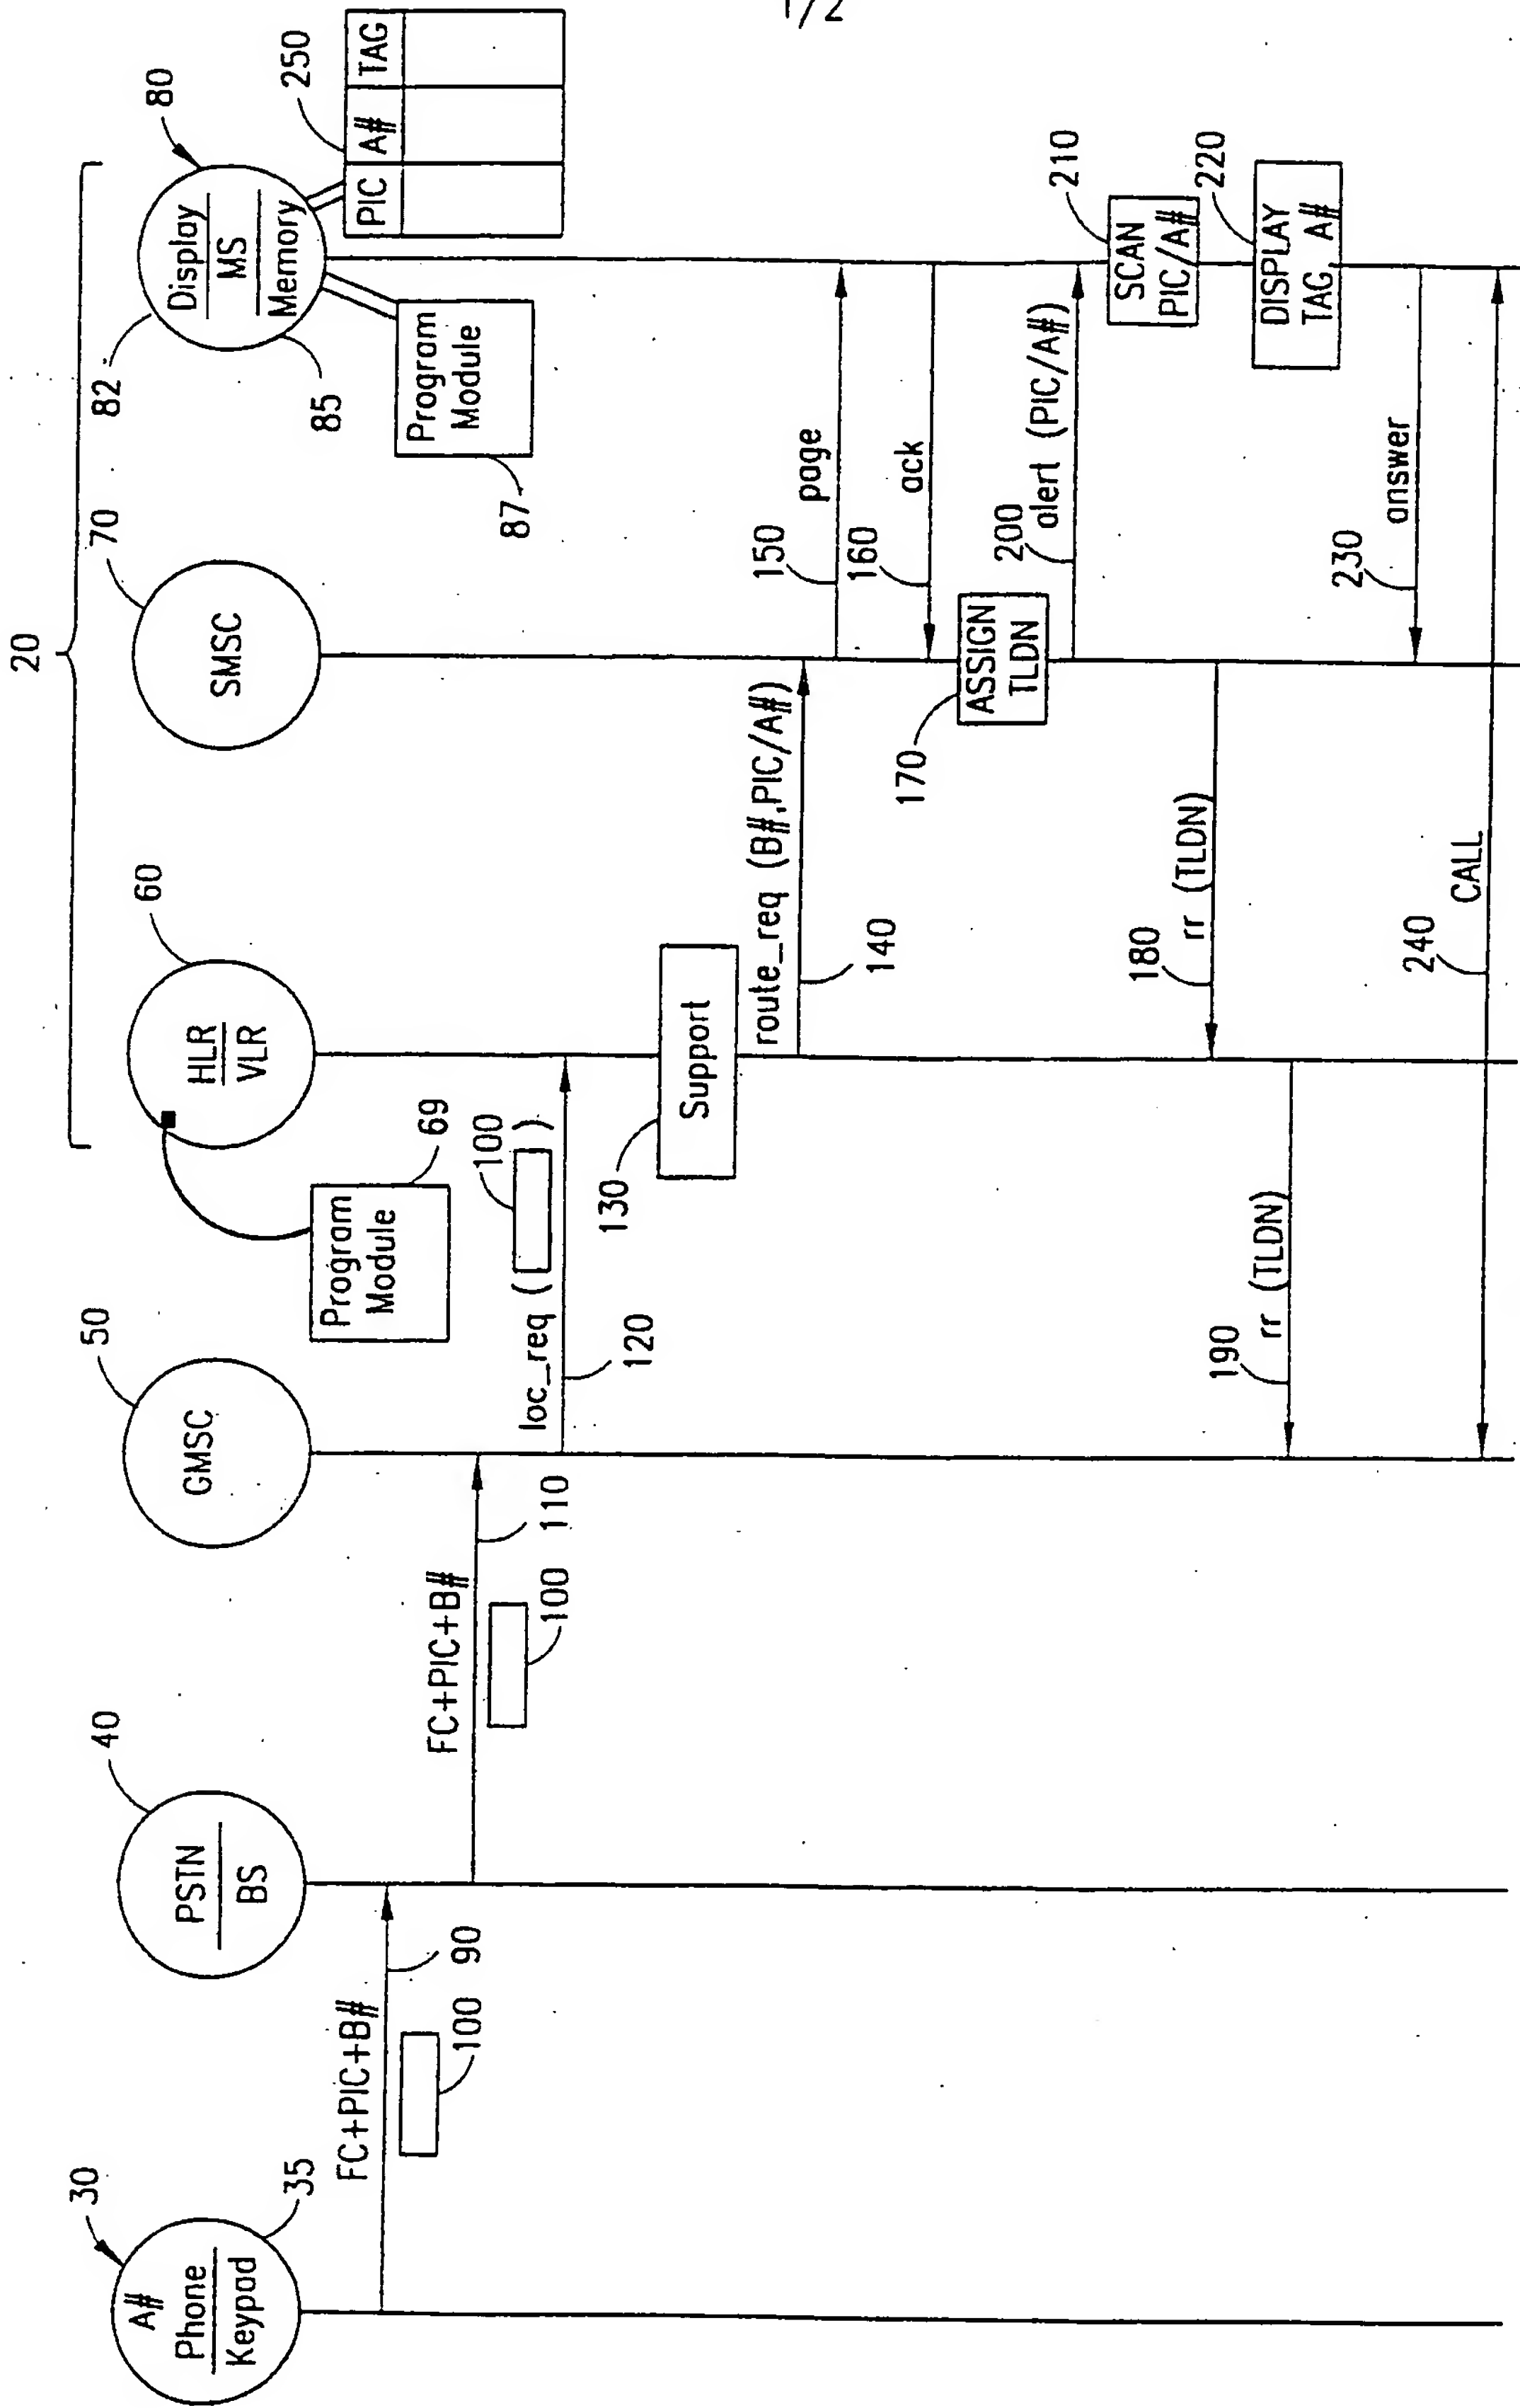 1/2
20
30
A#
Phone
Keypad
35
40
PSTN
BS
50
GMSC
60
HLR
VLR
Program
Module
69
70
SMSC
80
82
Display
MS
Memory
85
Program
Module
87
250
PIC A# TAG
FC+PIC+B#
90
100
FC+PIC+B#
110
100
loc_req ( )
100
120
130
Support
route_req (B#,PIC/A#)
140
150
page
160
ack
170
ASSIGN
TLDN
200
alert (PIC/A#)
210
SCAN
PIC/A#
180
rr (TLDN)
220
DISPLAY
TAG A#
190
rr (TLDN)
230
answer
240
CALL